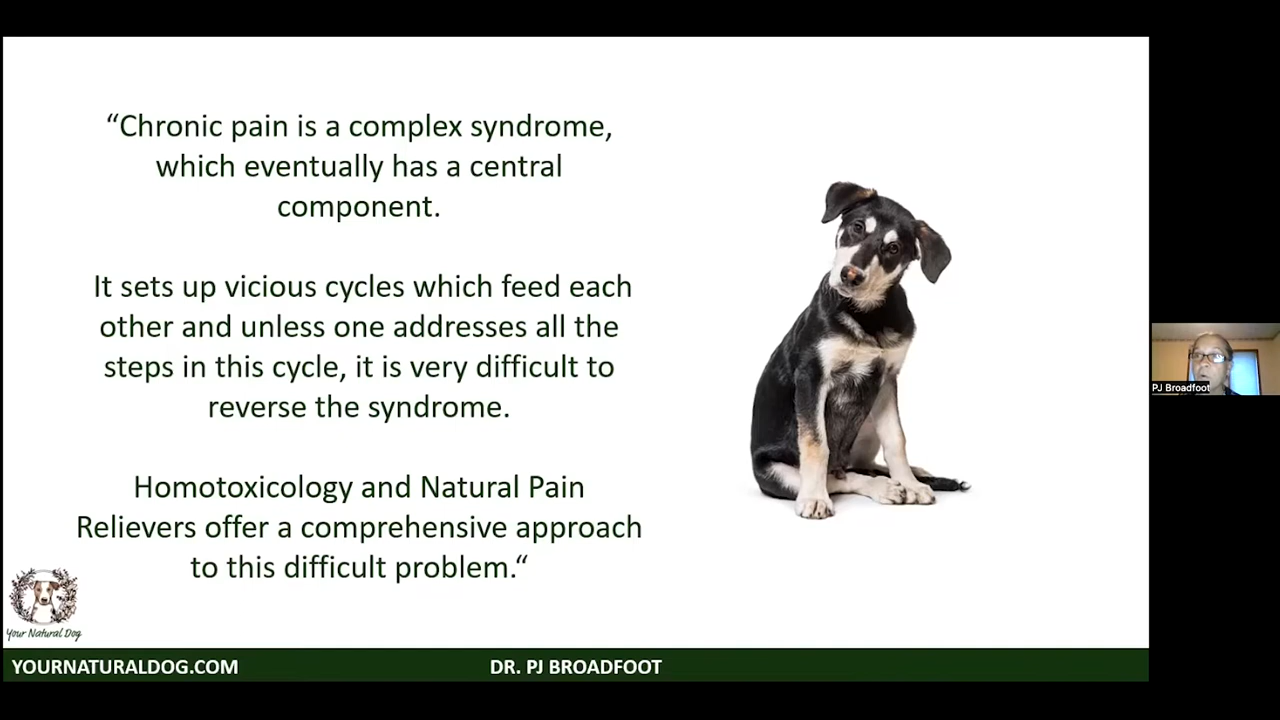 “Chronic pain is a complex syndrome,
which eventually has a central
component.
It sets up vicious cycles which feed each
other and unless one addresses all the
steps in this cycle, it is very difficult to
reverse the syndrome.
Homotoxicology and Natural Pain
Relievers offer a comprehensive approach
to this difficult problem.“
PJ Broadfoot
Your Natural Dog
YOURNATURALDOG.COM
DR. PJ BROADFOOT